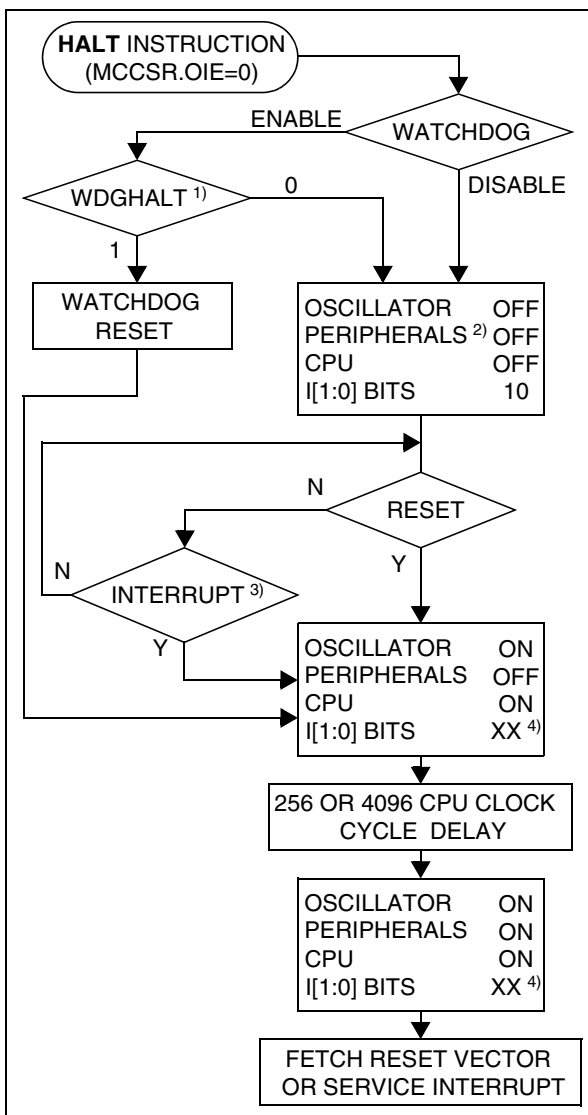 HALT INSTRUCTION
(MCCSR.OIE=0)
ENABLE
WATCHDOG
WDGHALT 1)
0
DISABLE
1
WATCHDOG
RESET
OSCILLATOR OFF
PERIPHERALS 2) OFF
CPU OFF
I[1:0] BITS 10
N
RESET
N
Y
INTERRUPT 3)
Y
OSCILLATOR ON
PERIPHERALS OFF
CPU ON
I[1:0] BITS XX 4)
256 OR 4096 CPU CLOCK
CYCLE DELAY
OSCILLATOR ON
PERIPHERALS ON
CPU ON
I[1:0] BITS XX 4)
FETCH RESET VECTOR
OR SERVICE INTERRUPT